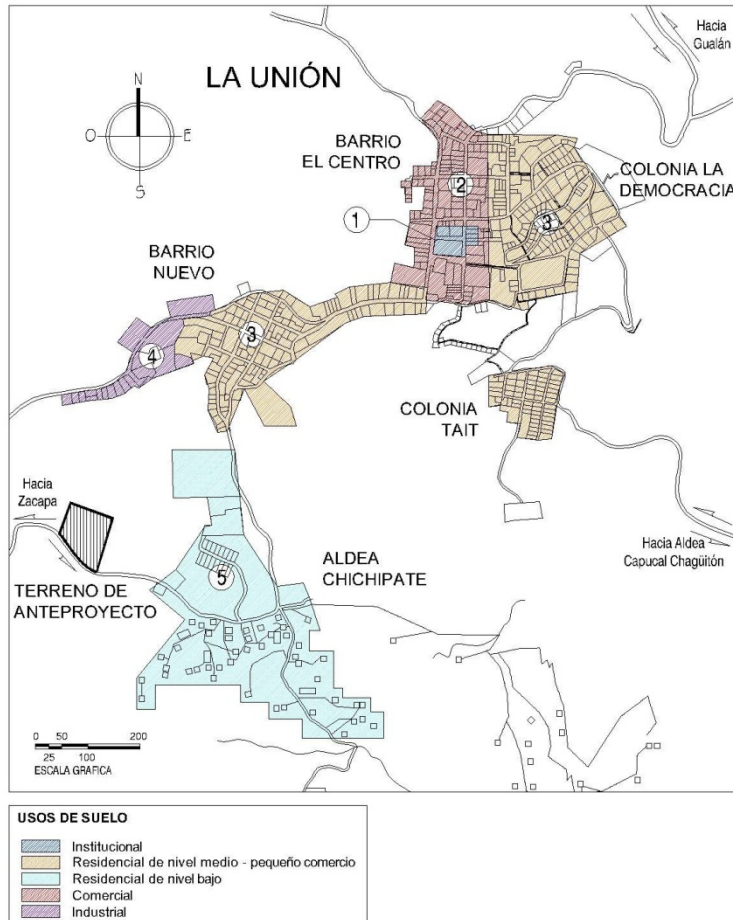 Hacia
Gualán
LA UNIÓN
N
O
E
S
BARRIO
EL CENTRO
COLONIA LA
DEMOCRACIA
2
1
3
BARRIO
NUEVO
3
4
COLONIA
TAIT
Hacia
Zacapa
Hacia Aldea
Capucal Chagüitón
ALDEA
CHICHIPATE
5
TERRENO DE
ANTEPROYECTO
0 50 200
25 100
ESCALA GRAFICA
USOS DE SUELO
Institucional
Residencial de nivel medio - pequeño comercio
Residencial de nivel bajo
Comercial
Industrial